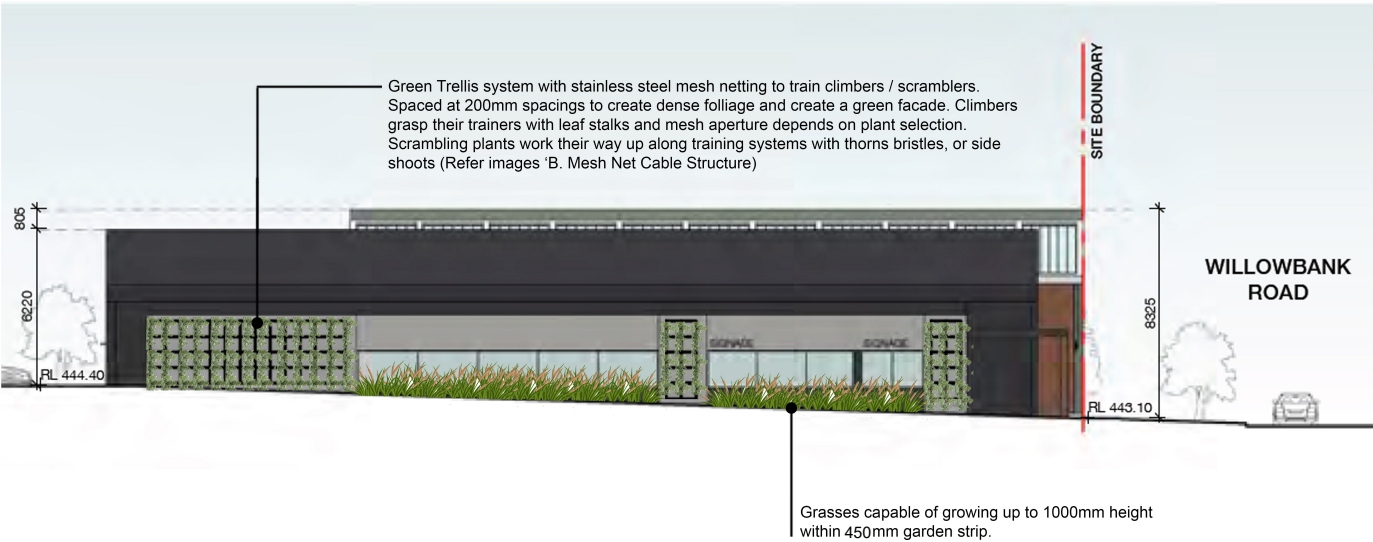 Green Trellis system with stainless steel mesh netting to train climbers / scramblers.
Spaced at 200mm spacings to create dense folliage and create a green facade. Climbers
grasp their trainers with leaf stalks and mesh aperture depends on plant selection.
Scrambling plants work their way up along training systems with thorns bristles, or side
shoots (Refer images ‘B. Mesh Net Cable Structure)
SITE BOUNDARY
805
6220
8325
WILLOWBANK
ROAD
SIGNAGE SIGNAGE
RL 444.40
RL 443.10
Grasses capable of growing up to 1000mm height
within 450mm garden strip.